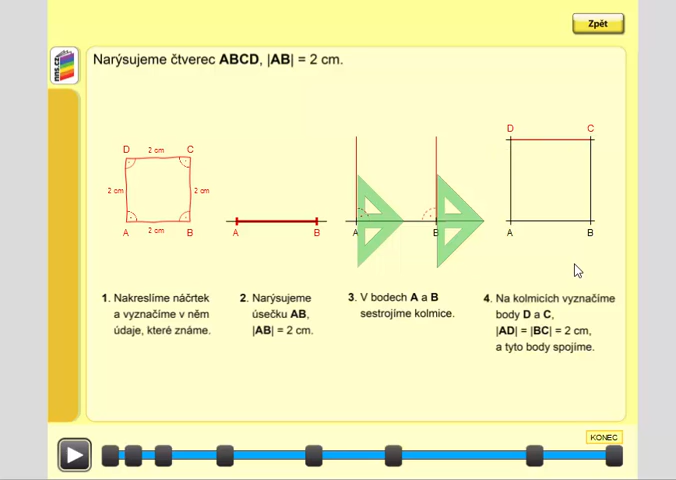 Zpět
nns.cz
Narýsujeme čtverec ABCD, |AB| = 2 cm.
D 2 cm C
2 cm 2 cm
A 2 cm B
A B
A B
D C
A B
1. Nakreslíme náčrtek
a vyznačíme v něm
údaje, které známe.
2. Narýsujeme
úsečku AB,
|AB| = 2 cm.
3. V bodech A a B
sestrojíme kolmice.
4. Na kolmicích vyznačíme
body D a C,
|AD| = |BC| = 2 cm,
a tyto body spojíme.
KONEC